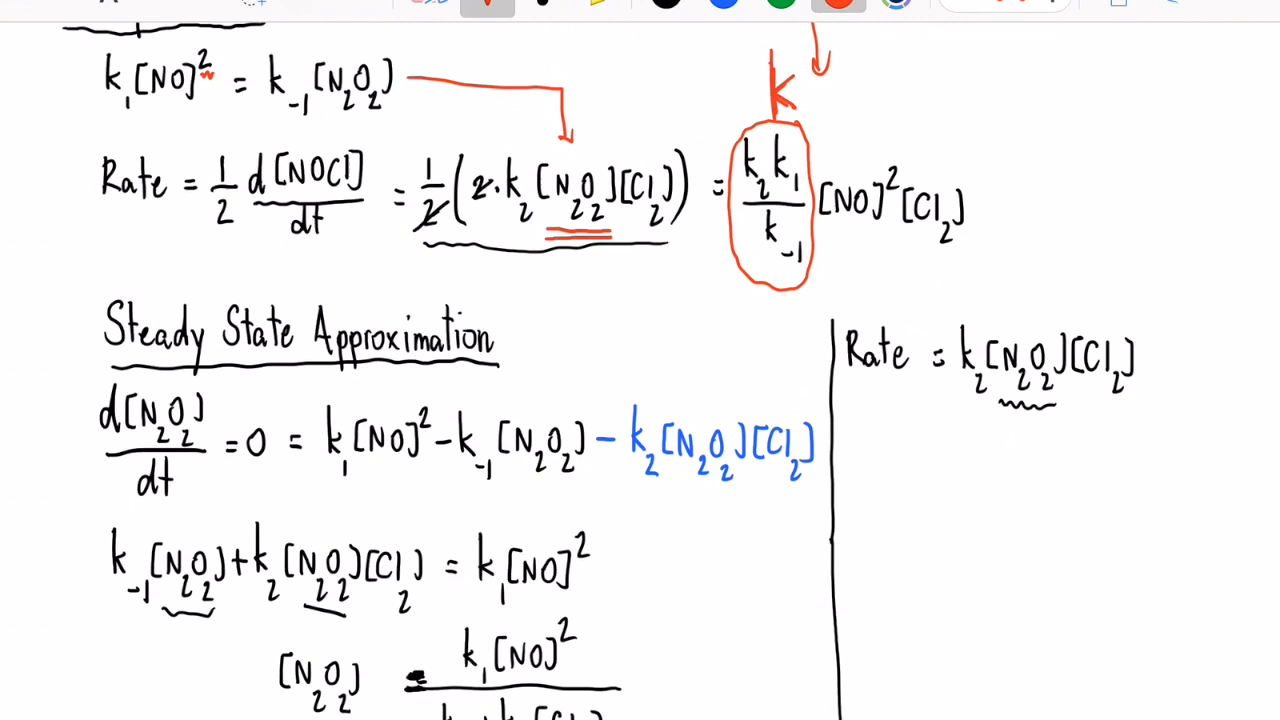 k₁[NO]² = k₋₁[N₂O₂]
k
Rate = 1/2 d[NOCl]/dt = 1/2 (2·k₂[N₂O₂][Cl₂]) = k₂k₁/k₋₁ [NO]²[Cl₂]
Steady State Approximation
Rate = k₂[N₂O₂][Cl₂]
d[N₂O₂]/dt = 0 = k₁[NO]² - k₋₁[N₂O₂] - k₂[N₂O₂][Cl₂]
k₋₁[N₂O₂] + k₂[N₂O₂][Cl₂] = k₁[NO]²
[N₂O₂] = k₁[NO]²